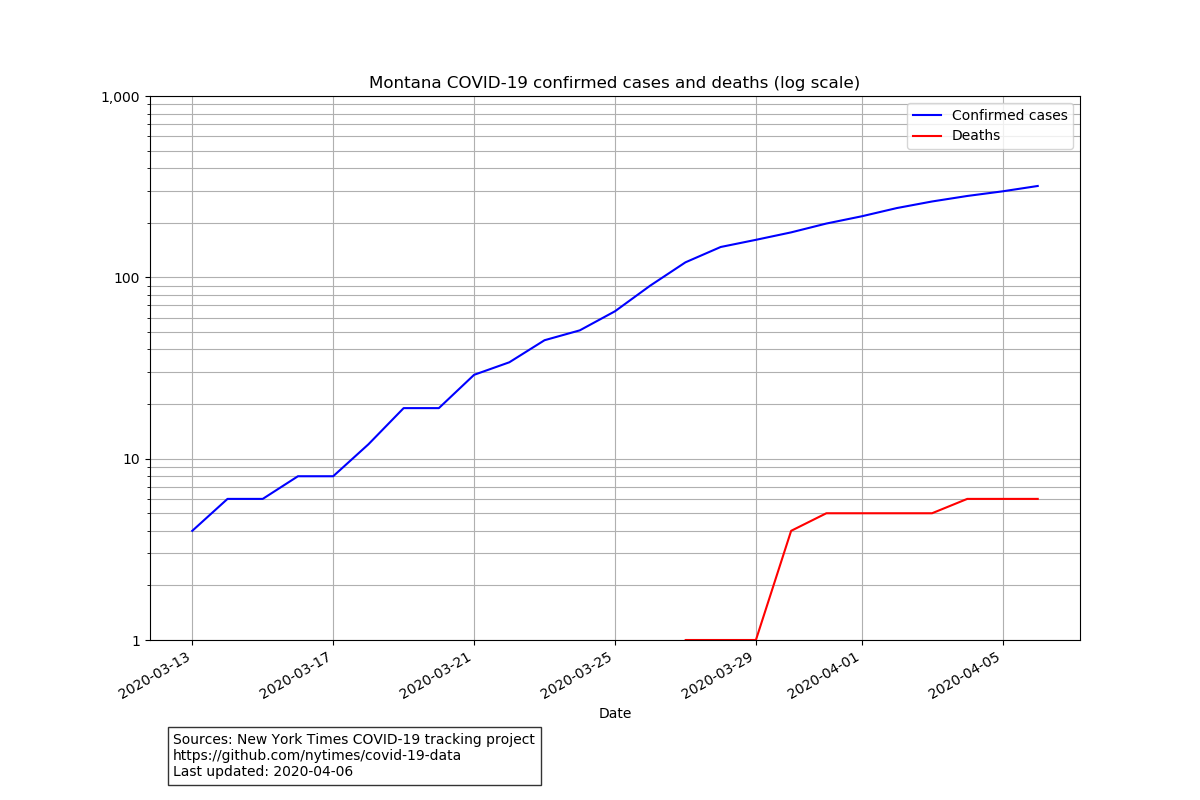 Montana COVID-19 confirmed cases and deaths (log scale)
1,000
100
10
1
Confirmed cases
Deaths
2020-03-13
2020-03-17
2020-03-21
2020-03-25
2020-03-29
2020-04-01
2020-04-05
Date
Sources: New York Times COVID-19 tracking project
https://github.com/nytimes/covid-19-data
Last updated: 2020-04-06